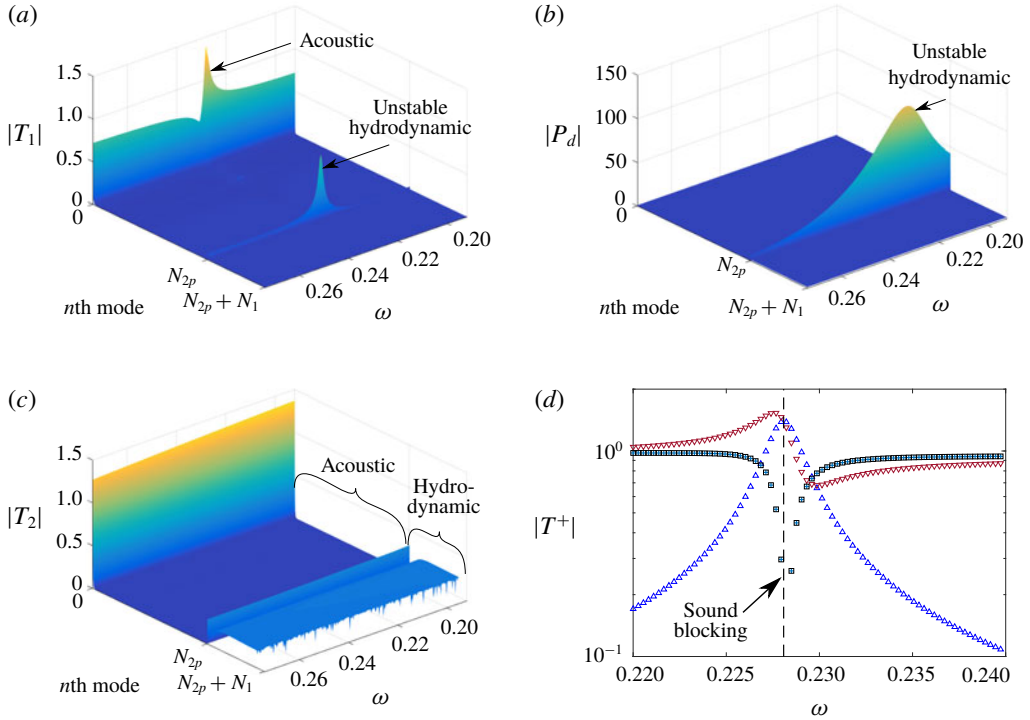 (a)
Acoustic
Unstable
hydrodynamic
|T₁|
1.5
1.0
0.5
0
0
N₂ₚ
N₂ₚ + N₁
nth mode
0.26
0.24
0.22
0.20
ω
(b)
Unstable
hydrodynamic
|P_d|
150
100
50
0
0
N₂ₚ
N₂ₚ + N₁
nth mode
0.26
0.24
0.22
0.20
ω
(c)
Acoustic
Hydro-
dynamic
|T₂|
1.5
1.0
0.5
0
0
N₂ₚ
N₂ₚ + N₁
nth mode
0.26
0.24
0.22
0.20
ω
(d)
|T⁺|
10⁰
10⁻¹
Sound
blocking
0.220
0.225
0.230
0.235
0.240
ω